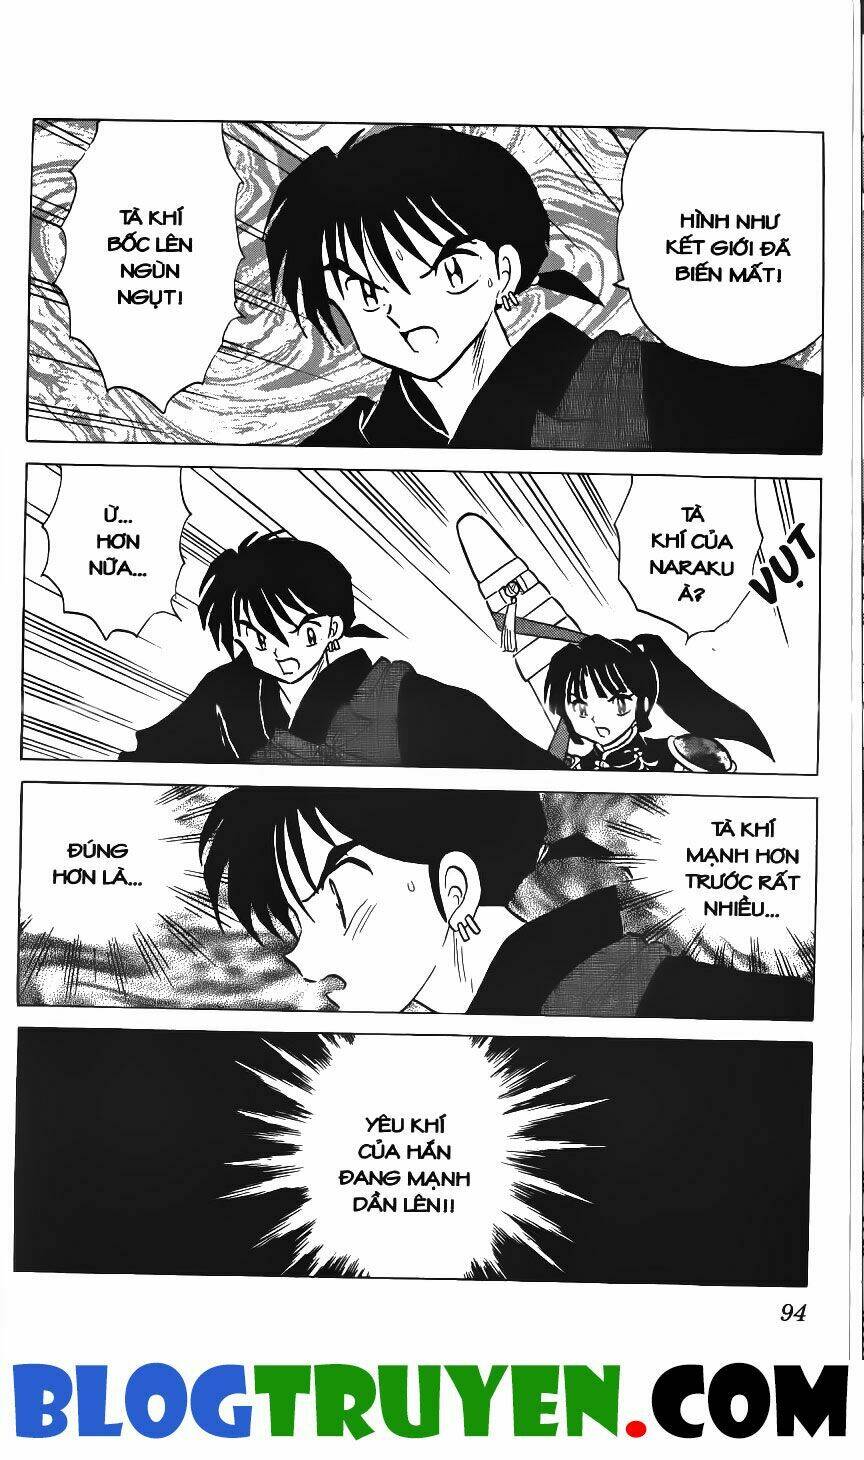 HÌNH NHƯ
KẾT GIỚI ĐÃ
BIẾN MẤT!
TÀ KHÍ
BỐC LÊN
NGÙN
NGỤT!
TÀ
KHÍ CỦA
NARAKU
À?
VỤT
Ừ...
HƠN
NỮA...
TÀ KHÍ
MẠNH HƠN
TRƯỚC RẤT
NHIỀU...
ĐÚNG
HƠN LÀ...
YÊU KHÍ
CỦA HẮN
ĐANG MẠNH
DẦN LÊN!!
94
BLOGTRUYEN.COM